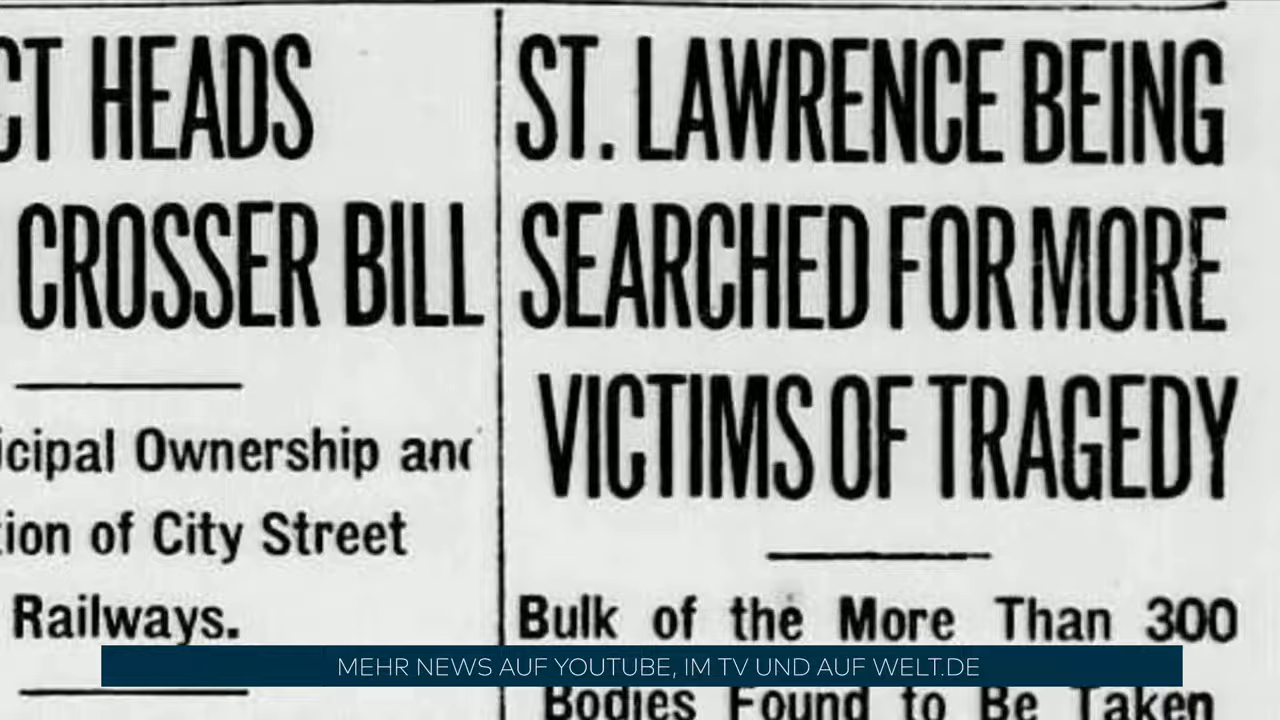 CT HEADS
CROSSER BILL
icipal Ownership and
tion of City Street
Railways.
ST. LAWRENCE BEING
SEARCHED FOR MORE
VICTIMS OF TRAGEDY
Bulk of the More Than 300
Bodies Found to Be Taken
MEHR NEWS AUF YOUTUBE, IM TV UND AUF WELT.DE